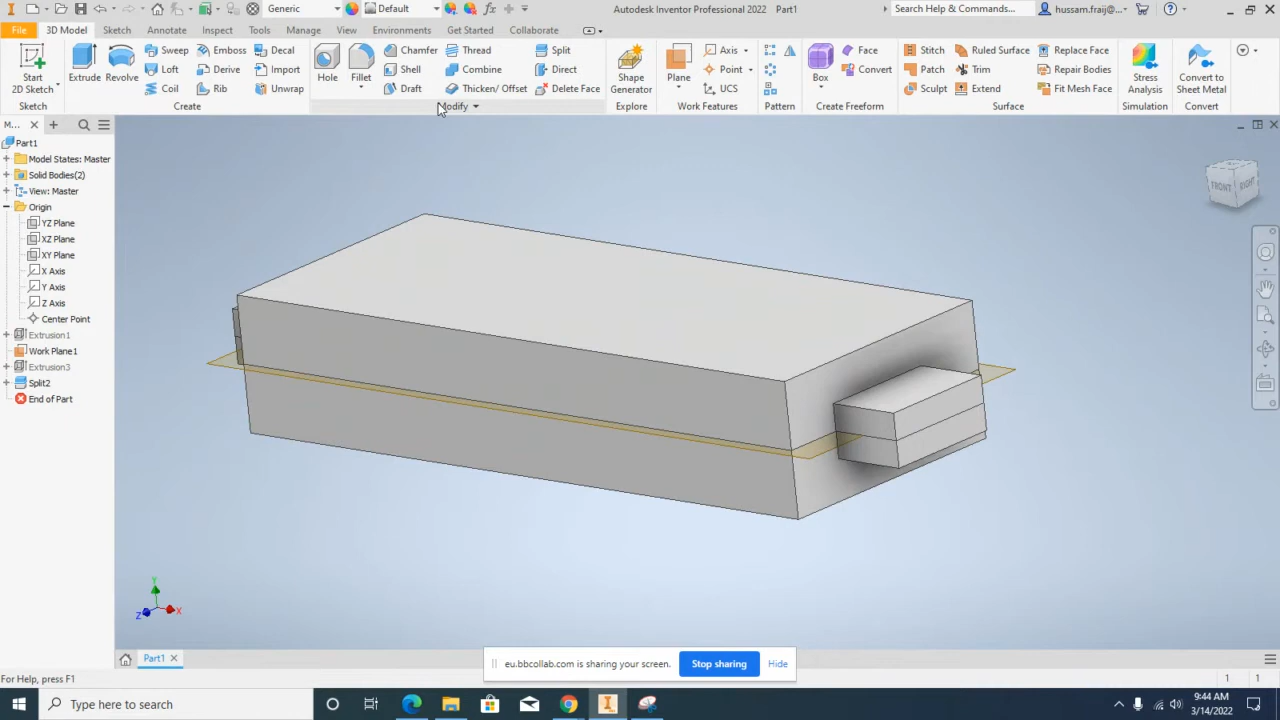 Generic
Default
fx
Autodesk Inventor Professional 2022 Part1
Search Help & Commands...
hussam.fraij@...
File
3D Model
Sketch
Annotate
Inspect
Tools
Manage
View
Environments
Get Started
Collaborate
Start
2D Sketch
Sketch
Extrude
Revolve
Sweep
Loft
Coil
Emboss
Derive
Rib
Decal
Import
Unwrap
Create
Hole
Fillet
Chamfer
Shell
Draft
Thread
Combine
Thicken/ Offset
Split
Direct
Delete Face
Modify
Shape
Generator
Explore
Plane
Axis
Point
UCS
Work Features
Pattern
Box
Face
Convert
Create Freeform
Stitch
Patch
Sculpt
Ruled Surface
Trim
Extend
Replace Face
Repair Bodies
Fit Mesh Face
Surface
Stress
Analysis
Simulation
Convert to
Sheet Metal
Convert
M...
Part1
Model States: Master
Solid Bodies(2)
View: Master
Origin
YZ Plane
XZ Plane
XY Plane
X Axis
Y Axis
Z Axis
Center Point
Extrusion1
Work Plane1
Extrusion3
Split2
End of Part
FRONT
RIGHT
Y
Z
X
eu.bbcollab.com is sharing your screen.
Stop sharing
Hide
Part1
For Help, press F1
1
1
Type here to search
9:44 AM
3/14/2022